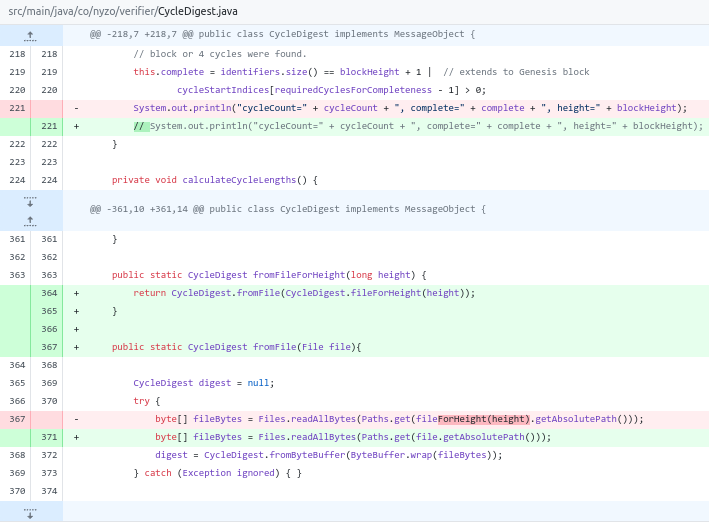 src/main/java/co/nyzo/verifier/CycleDigest.java
@@ -218,7 +218,7 @@ public class CycleDigest implements MessageObject {
218 218 // block or 4 cycles were found.
219 219 this.complete = identifiers.size() == blockHeight + 1 | // extends to Genesis block
220 220 cycleStartIndices[requiredCyclesForCompleteness - 1] > 0;
221 - System.out.println("cycleCount=" + cycleCount + ", complete=" + complete + ", height=" + blockHeight);
221 + // System.out.println("cycleCount=" + cycleCount + ", complete=" + complete + ", height=" + blockHeight);
222 222 }
223 223
224 224 private void calculateCycleLengths() {
@@ -361,10 +361,14 @@ public class CycleDigest implements MessageObject {
361 361 }
362 362
363 363 public static CycleDigest fromFileForHeight(long height) {
364 + return CycleDigest.fromFile(CycleDigest.fileForHeight(height));
365 + }
366 +
367 + public static CycleDigest fromFile(File file){
364 368
365 369 CycleDigest digest = null;
366 370 try {
367 - byte[] fileBytes = Files.readAllBytes(Paths.get(fileForHeight(height).getAbsolutePath()));
371 + byte[] fileBytes = Files.readAllBytes(Paths.get(file.getAbsolutePath()));
368 372 digest = CycleDigest.fromByteBuffer(ByteBuffer.wrap(fileBytes));
369 373 } catch (Exception ignored) { }
370 374